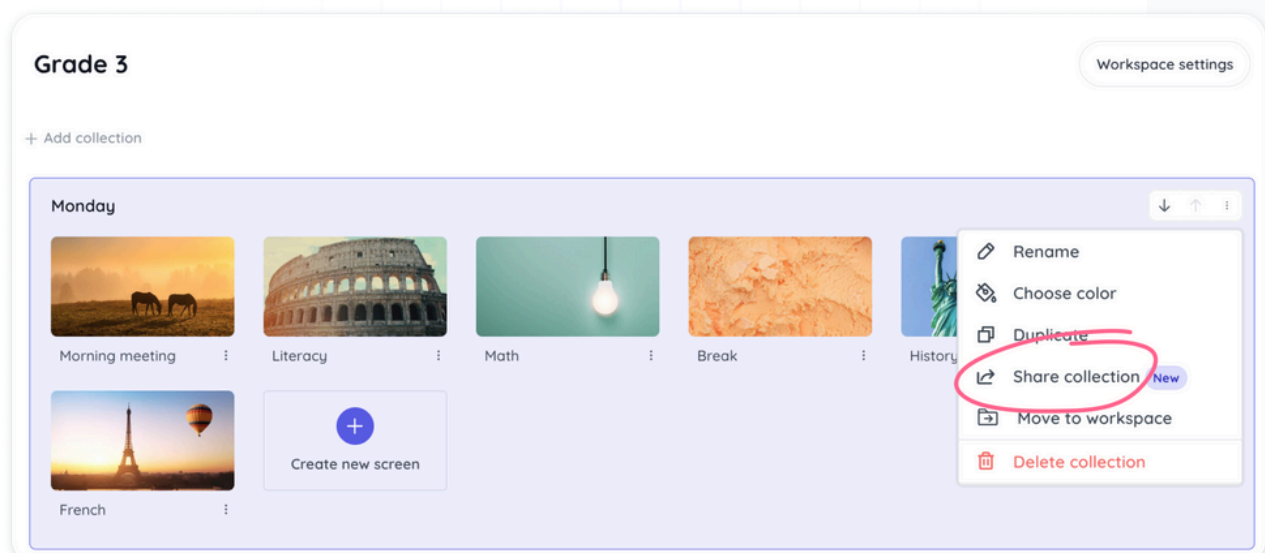 Grade 3
Workspace settings
+ Add collection
Monday
Morning meeting
Literacy
Math
Break
History
French
Create new screen
Rename
Choose color
Duplicate
Share collection New
Move to workspace
Delete collection